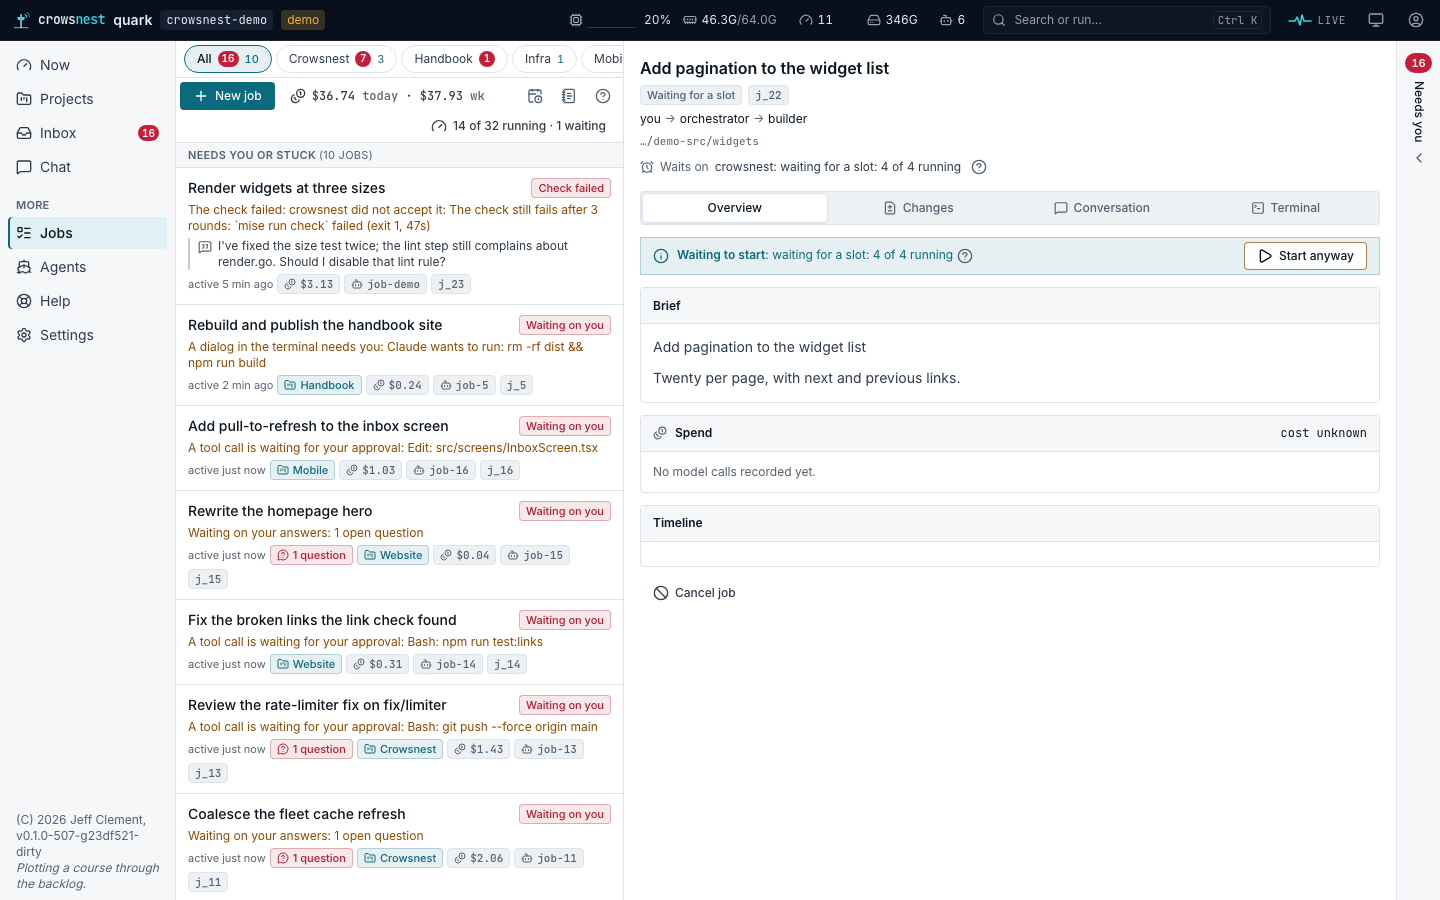 crowsnest quark crowsnest-demo demo 20% 46.3G/64.0G 11 346G 6 Search or run... Ctrl K LIVE
Now
Projects
Inbox 16
Chat
MORE
Jobs
Agents
Help
Settings
(C) 2026 Jeff Clement,
v0.1.0-507-g23df521-
dirty
Plotting a course through
the backlog.
All 16 10 Crowsnest 7 3 Handbook 1 Infra 1 Mobi
New job $36.74 today · $37.93 wk
14 of 32 running · 1 waiting
NEEDS YOU OR STUCK (10 JOBS)
Render widgets at three sizes Check failed
The check failed: crowsnest did not accept it: The check still fails after 3
rounds: `mise run check` failed (exit 1, 47s)
I've fixed the size test twice; the lint step still complains about
render.go. Should I disable that lint rule?
active 5 min ago $3.13 job-demo j_23
Rebuild and publish the handbook site Waiting on you
A dialog in the terminal needs you: Claude wants to run: rm -rf dist &&
npm run build
active 2 min ago Handbook $0.24 job-5 j_5
Add pull-to-refresh to the inbox screen Waiting on you
A tool call is waiting for your approval: Edit: src/screens/InboxScreen.tsx
active just now Mobile $1.03 job-16 j_16
Rewrite the homepage hero Waiting on you
Waiting on your answers: 1 open question
active just now 1 question Website $0.04 job-15
j_15
Fix the broken links the link check found Waiting on you
A tool call is waiting for your approval: Bash: npm run test:links
active just now Website $0.31 job-14 j_14
Review the rate-limiter fix on fix/limiter Waiting on you
A tool call is waiting for your approval: Bash: git push --force origin main
active just now 1 question Crowsnest $1.43 job-13
j_13
Coalesce the fleet cache refresh Waiting on you
Waiting on your answers: 1 open question
active just now 1 question Crowsnest $2.06 job-11
j_11
Add pagination to the widget list
Waiting for a slot j_22
you → orchestrator → builder
…/demo-src/widgets
Waits on crowsnest: waiting for a slot: 4 of 4 running
Overview Changes Conversation Terminal
Waiting to start: waiting for a slot: 4 of 4 running Start anyway
Brief
Add pagination to the widget list
Twenty per page, with next and previous links.
Spend cost unknown
No model calls recorded yet.
Timeline
Cancel job
16
Needs you